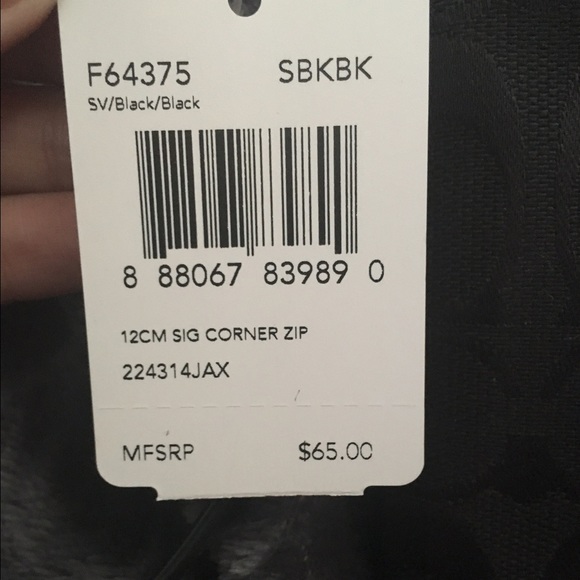 F64375 SBKBK
SV/Black/Black
8 88067 83989 0
12CM SIG CORNER ZIP
224314JAX
MFSRP $65.00